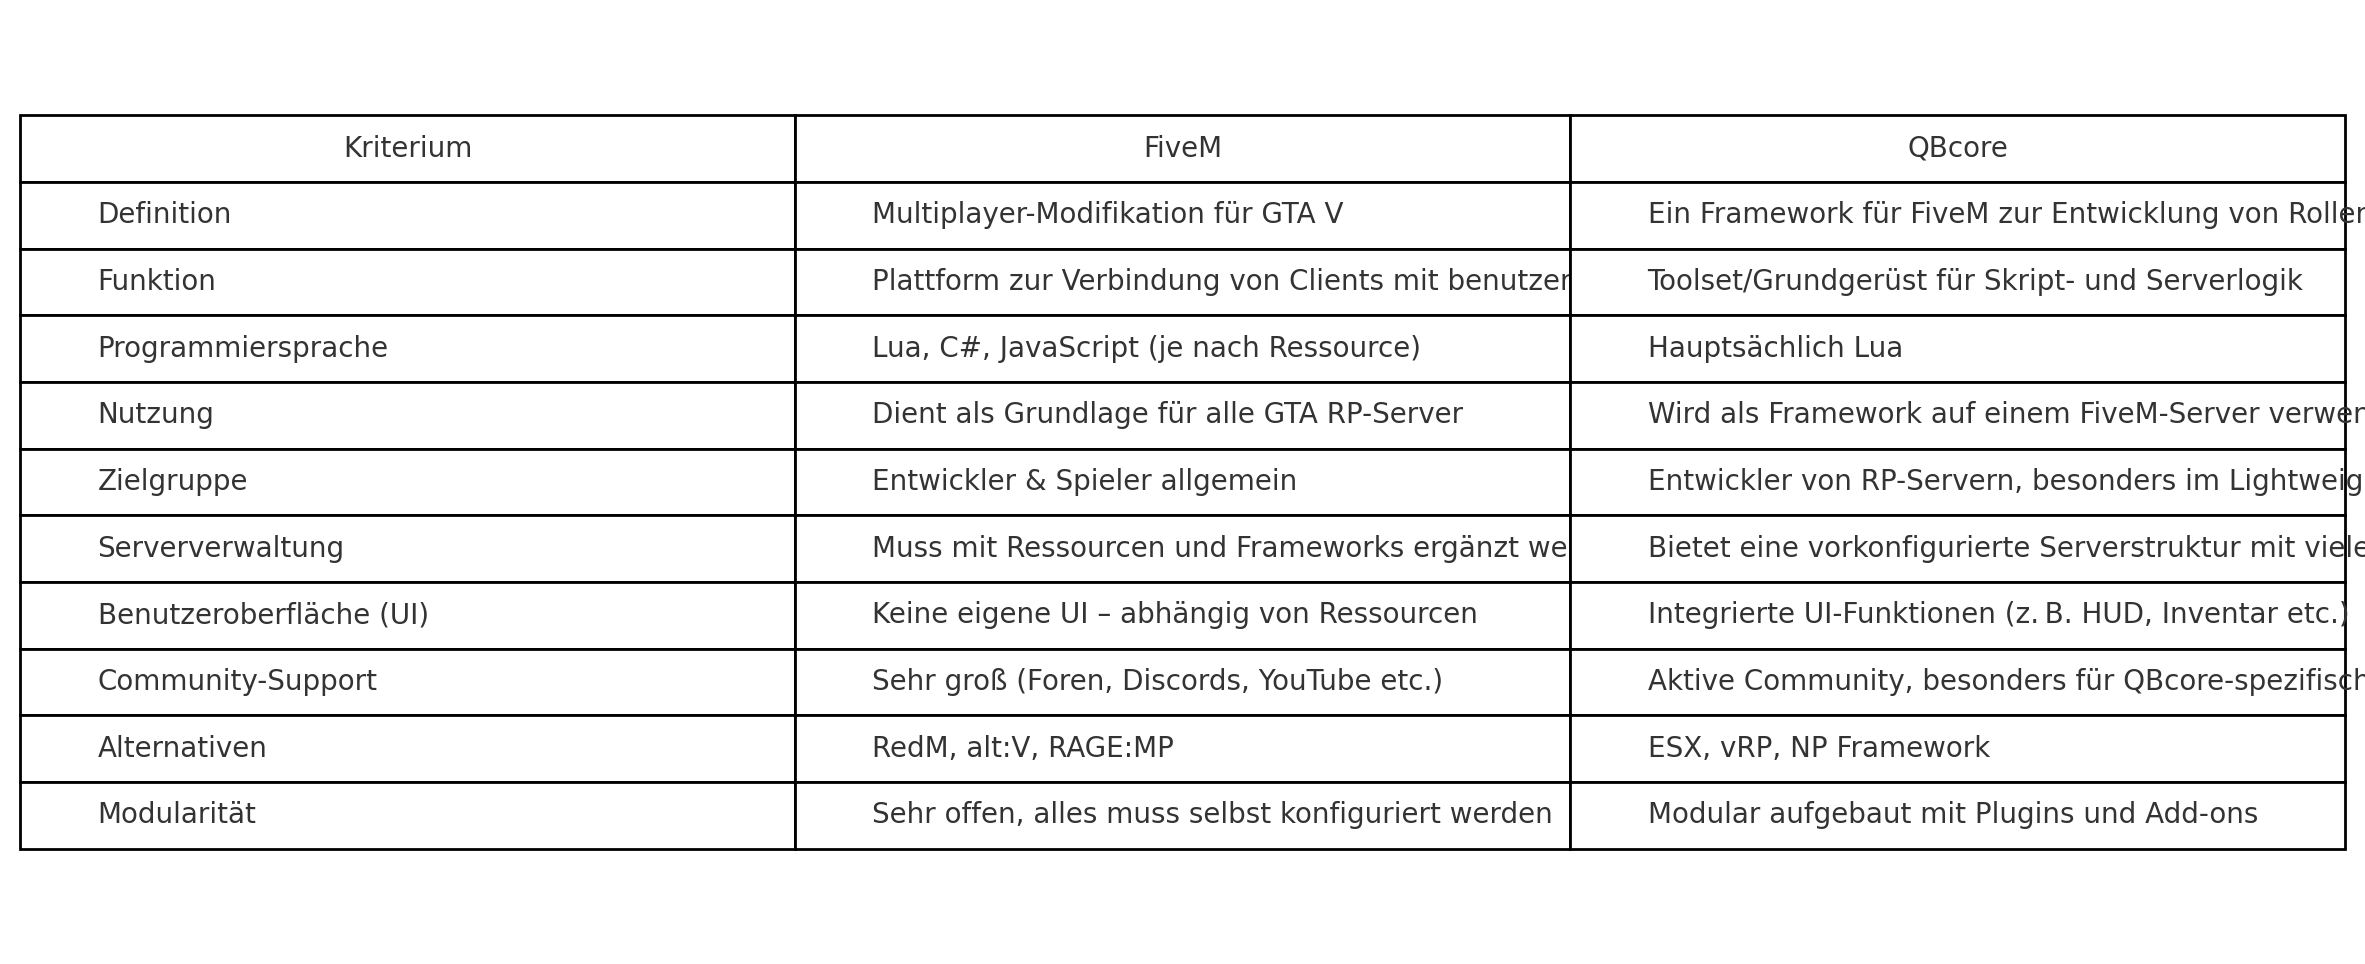 Kriterium FiveM QBcore
Definition Multiplayer-Modifikation für GTA V Ein Framework für FiveM zur Entwicklung von Roller
Funktion Plattform zur Verbindung von Clients mit benutzer Toolset/Grundgerüst für Skript- und Serverlogik
Programmiersprache Lua, C#, JavaScript (je nach Ressource) Hauptsächlich Lua
Nutzung Dient als Grundlage für alle GTA RP-Server Wird als Framework auf einem FiveM-Server verwen
Zielgruppe Entwickler & Spieler allgemein Entwickler von RP-Servern, besonders im Lightweig
Serververwaltung Muss mit Ressourcen und Frameworks ergänzt we Bietet eine vorkonfigurierte Serverstruktur mit viele
Benutzeroberfläche (UI) Keine eigene UI – abhängig von Ressourcen Integrierte UI-Funktionen (z. B. HUD, Inventar etc.)
Community-Support Sehr groß (Foren, Discords, YouTube etc.) Aktive Community, besonders für QBcore-spezifisch
Alternativen RedM, alt:V, RAGE:MP ESX, vRP, NP Framework
Modularität Sehr offen, alles muss selbst konfiguriert werden Modular aufgebaut mit Plugins und Add-ons